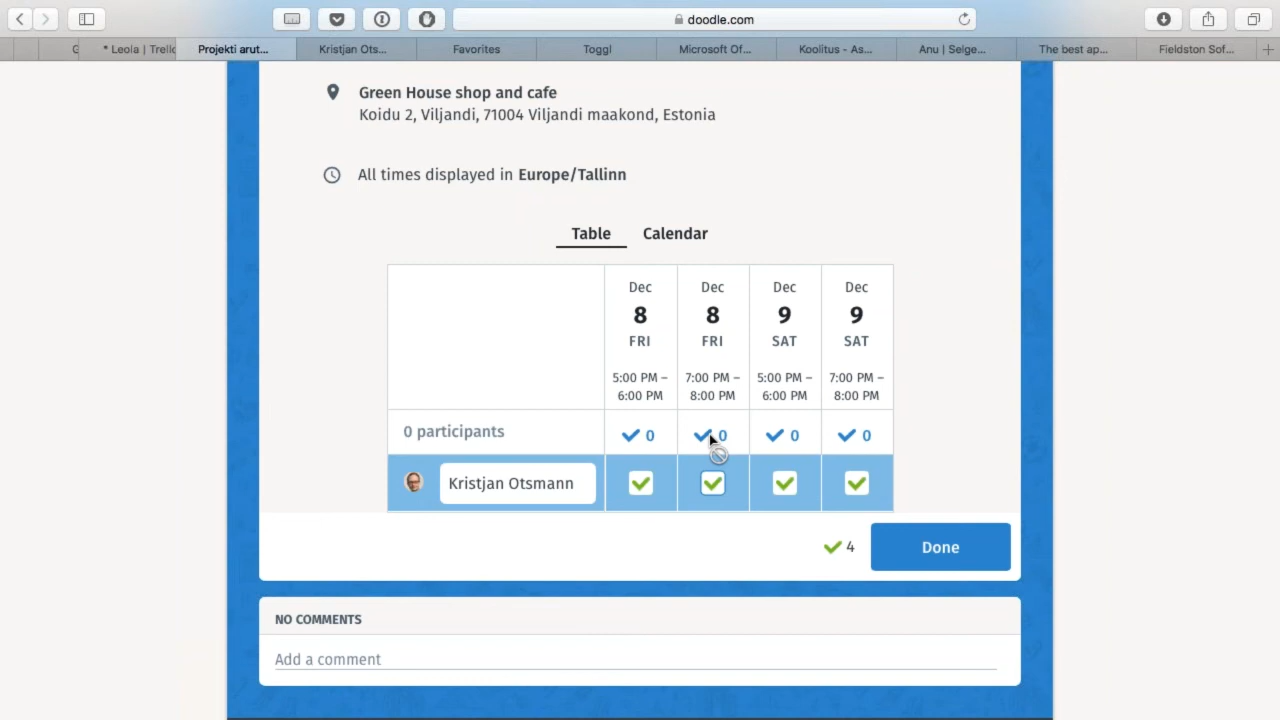 doodle.com
* Leola | Trello
Projekti arut...
Kristjan Ots...
Favorites
Toggl
Microsoft Of...
Koolitus - As...
Anu | Selge...
The best ap...
Fieldston Sof...
Green House shop and cafe
Koidu 2, Viljandi, 71004 Viljandi maakond, Estonia
All times displayed in Europe/Tallinn
Table Calendar
Dec Dec Dec Dec
8 8 9 9
FRI FRI SAT SAT
5:00 PM – 7:00 PM – 5:00 PM – 7:00 PM –
6:00 PM 8:00 PM 6:00 PM 8:00 PM
0 participants 0 0 0 0
Kristjan Otsmann
4 Done
NO COMMENTS
Add a comment